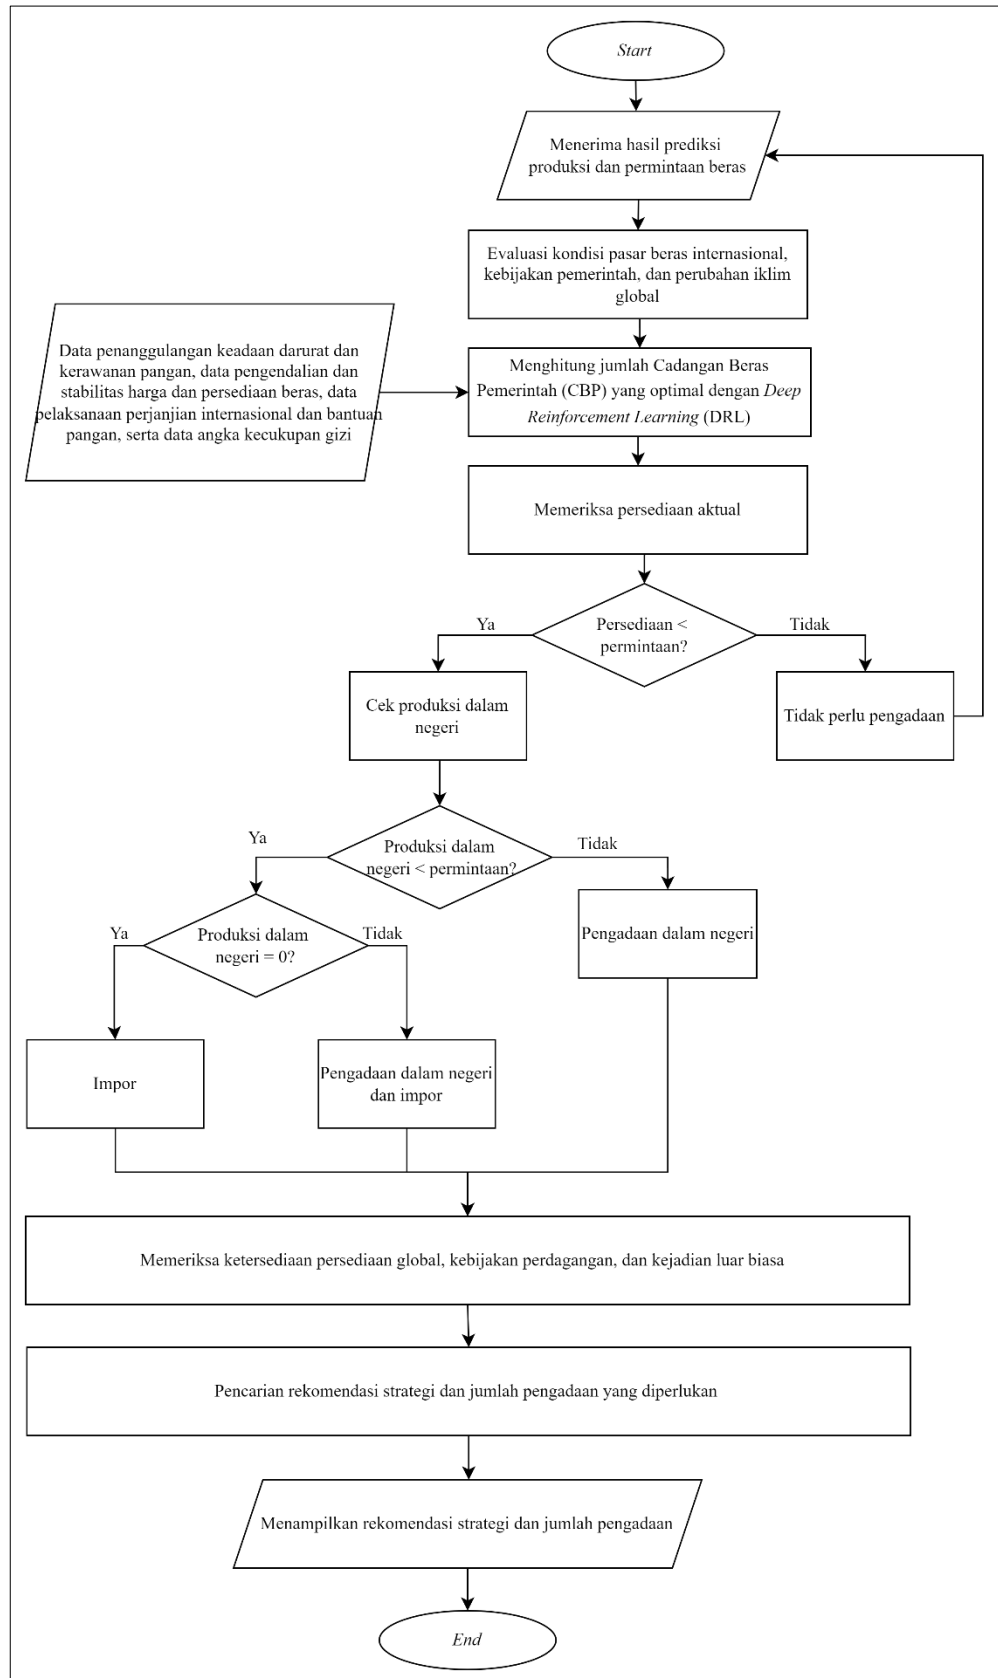 Start
Menerima hasil prediksi
produksi dan permintaan beras
Evaluasi kondisi pasar beras internasional,
kebijakan pemerintah, dan perubahan iklim
global
Data penanggulangan keadaan darurat dan
kerawanan pangan, data pengendalian dan
stabilitas harga dan persediaan beras, data
pelaksanaan perjanjian internasional dan bantuan
pangan, serta data angka kecukupan gizi
Menghitung jumlah Cadangan Beras
Pemerintah (CBP) yang optimal dengan Deep
Reinforcement Learning (DRL)
Memeriksa persediaan aktual
Persediaan <
permintaan?
Ya
Tidak
Cek produksi dalam
negeri
Tidak perlu pengadaan
Produksi dalam
negeri < permintaan?
Ya
Tidak
Produksi dalam
negeri = 0?
Ya
Tidak
Pengadaan dalam negeri
Impor
Pengadaan dalam negeri
dan impor
Memeriksa ketersediaan persediaan global, kebijakan perdagangan, dan kejadian luar biasa
Pencarian rekomendasi strategi dan jumlah pengadaan yang diperlukan
Menampilkan rekomendasi strategi dan jumlah pengadaan
End